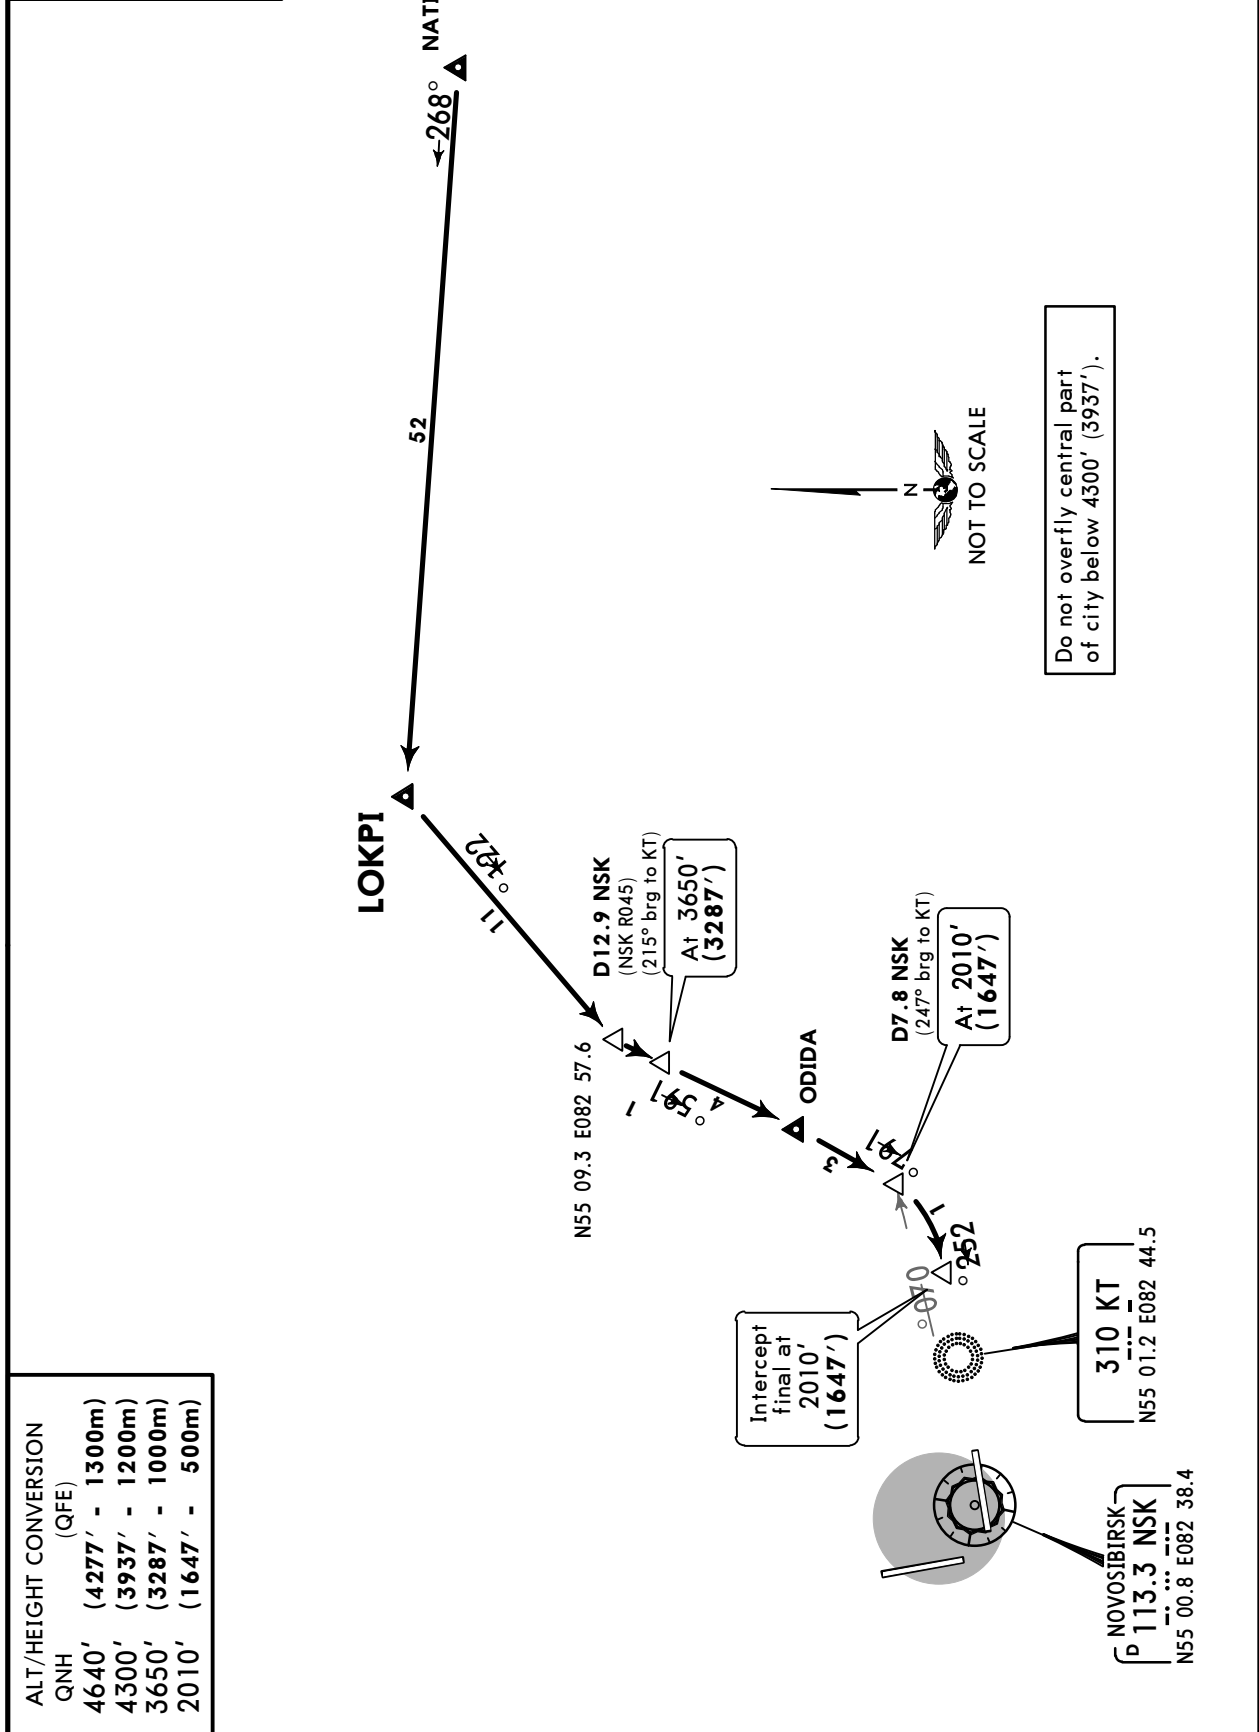 ALT/HEIGHT CONVERSION
QNH (QFE)
4640' (4277' - 1300m)
4300' (3937' - 1200m)
3650' (3287' - 1000m)
2010' (1647' - 500m)
NATI
268°
52
LOKPI
11
N55 09.3 E082 57.6
1
D12.9 NSK
(NSK R045)
(215° brg to KT)
At 3650'
(3287')
4
ODIDA
3
D7.8 NSK
(247° brg to KT)
At 2010'
(1647')
1
252°
070°
Intercept
final at
2010'
(1647')
310 KT
N55 01.2 E082 44.5
NOVOSIBIRSK
D 113.3 NSK
N55 00.8 E082 38.4
N
NOT TO SCALE
Do not overfly central part
of city below 4300' (3937').